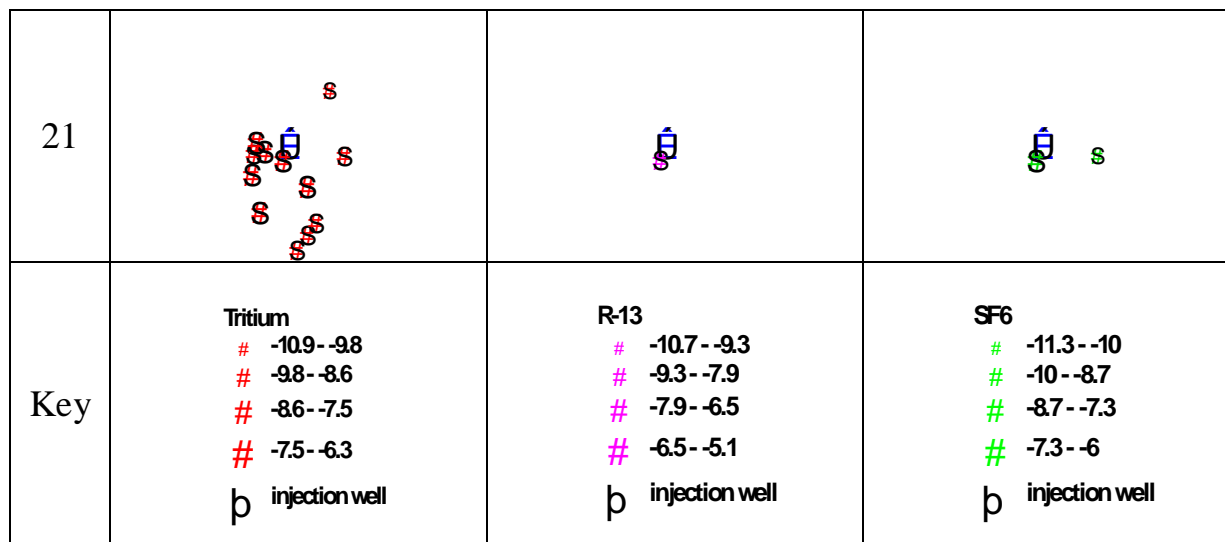 21
Key
Tritium
# -10.9 - -9.8
# -9.8 - -8.6
# -8.6 - -7.5
# -7.5 - -6.3
þ injection well
R-13
# -10.7 - -9.3
# -9.3 - -7.9
# -7.9 - -6.5
# -6.5 - -5.1
þ injection well
SF6
# -11.3 - -10
# -10 - -8.7
# -8.7 - -7.3
# -7.3 - -6
þ injection well